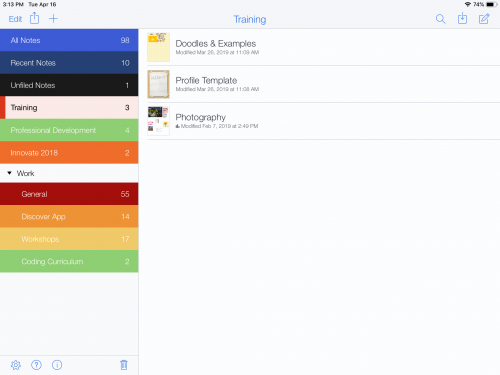 3:13 PM Tue Apr 16
74%
Edit
Training
All Notes 98
Recent Notes 10
Unfiled Notes 1
Training 3
Professional Development 4
Innovate 2018 2
Work
General 55
Discover App 14
Workshops 17
Coding Curriculum 2
Doodles & Examples
Modified Mar 26, 2019 at 11:09 AM
Profile Template
Modified Mar 26, 2019 at 11:08 AM
Photography
Modified Feb 7, 2019 at 2:49 PM